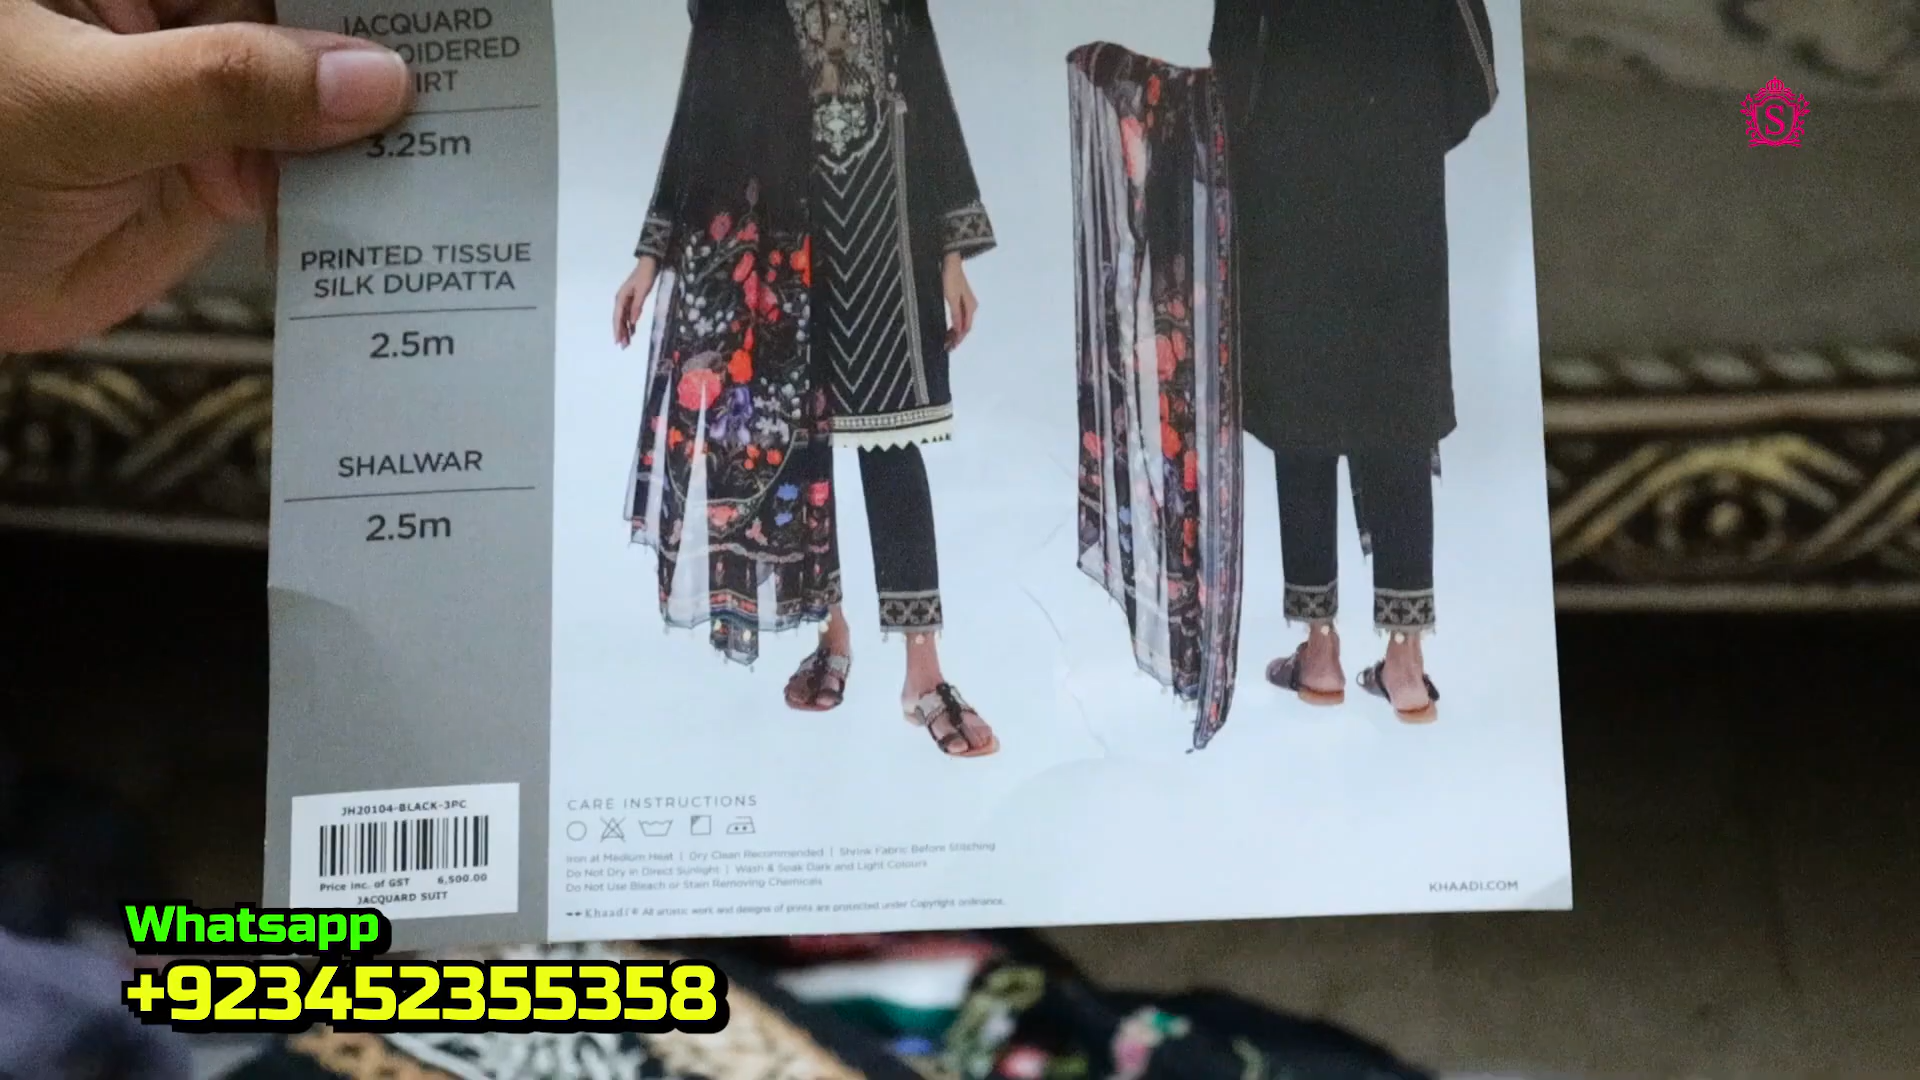 JACQUARD
OIDERED
IRT
3.25m
PRINTED TISSUE
SILK DUPATTA
2.5m
SHALWAR
2.5m
JH20104-BLACK-3PC
Price inc. of GST 6,500.00
JACQUARD SUIT
CARE INSTRUCTIONS
Iron at Medium Heat | Dry Clean Recommended | Shrink Fabric Before Stitching
Do Not Dry in Direct Sunlight | Wash & Soak Dark and Light Colours
Do Not Use Bleach or Stain Removing Chemicals
Khaadi ® All artistic work and designs of prints are protected under Copyright ordinance.
KHAADI.COM
S
Whatsapp
+923452355358